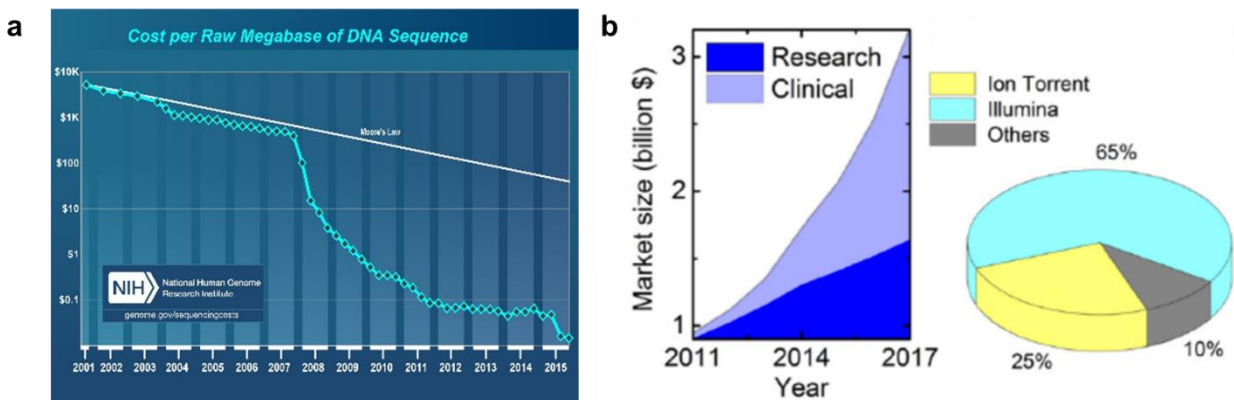 a
Cost per Raw Megabase of DNA Sequence
$10K
$1K
$100
$10
$1
$0.1
Moore's Law
NIH
National Human Genome
Research Institute
genome.gov/sequencingcosts
2001 2002 2003 2004 2005 2006 2007 2008 2009 2010 2011 2012 2013 2014 2015
b
Market size (billion $)
3
2
1
Research
Clinical
2011 2014 2017
Year
Ion Torrent
Illumina
Others
65%
25%
10%